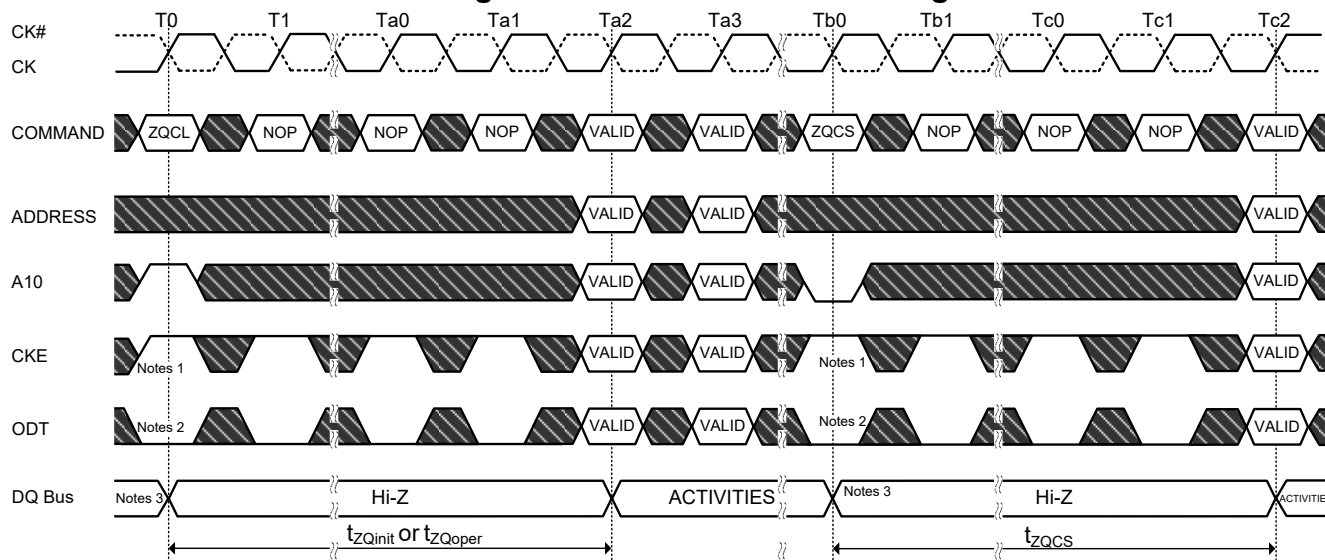 T0 T1 Ta0 Ta1 Ta2 Ta3 Tb0 Tb1 Tc0 Tc1 Tc2
CK#
CK
COMMAND ZQCL NOP NOP NOP VALID VALID ZQCS NOP NOP NOP VALID
ADDRESS VALID VALID VALID
A10 VALID VALID VALID
CKE Notes 1 VALID VALID Notes 1 VALID
ODT Notes 2 VALID VALID Notes 2 VALID
DQ Bus Notes 3 Hi-Z ACTIVITIES Notes 3 Hi-Z
tZQinit or tZQoper tZQCS